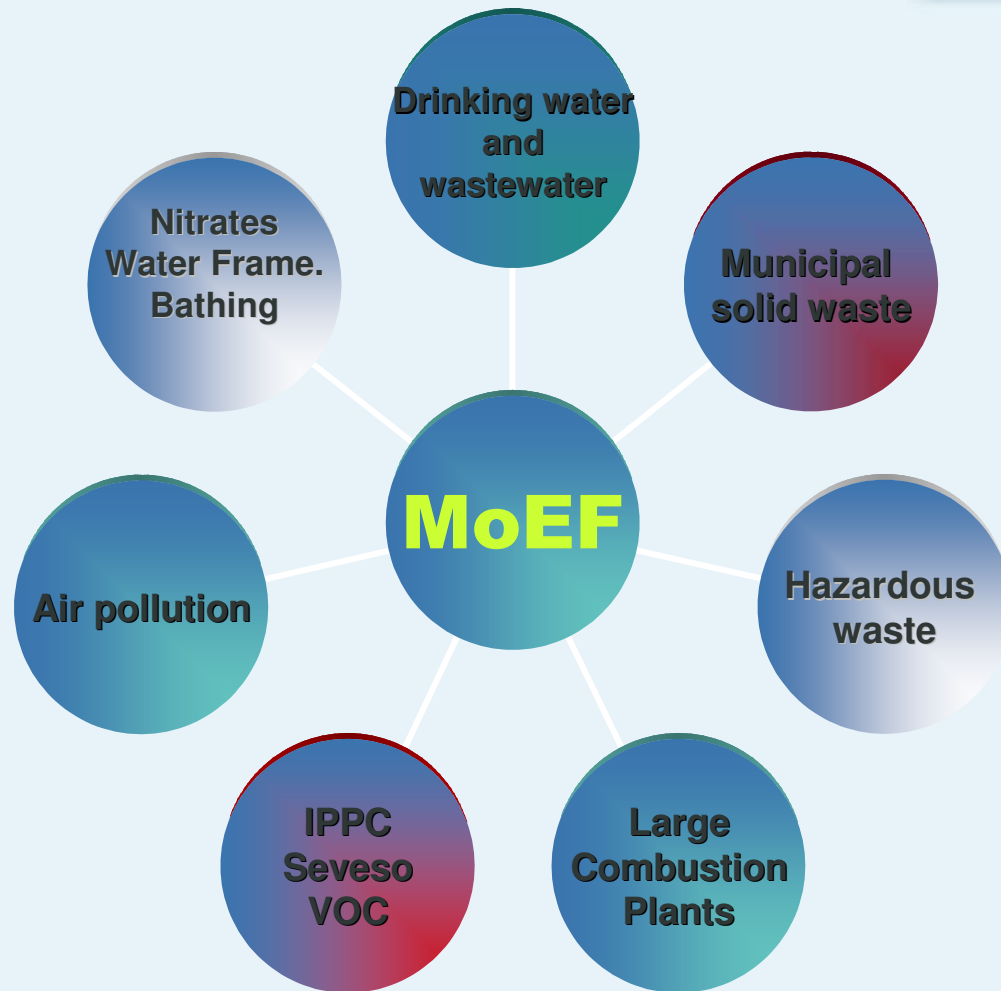 Drinking water
and
wastewater
Nitrates
Water Frame.
Bathing
Municipal
solid waste
MoEF
Air pollution
Hazardous
waste
IPPC
Seveso
VOC
Large
Combustion
Plants